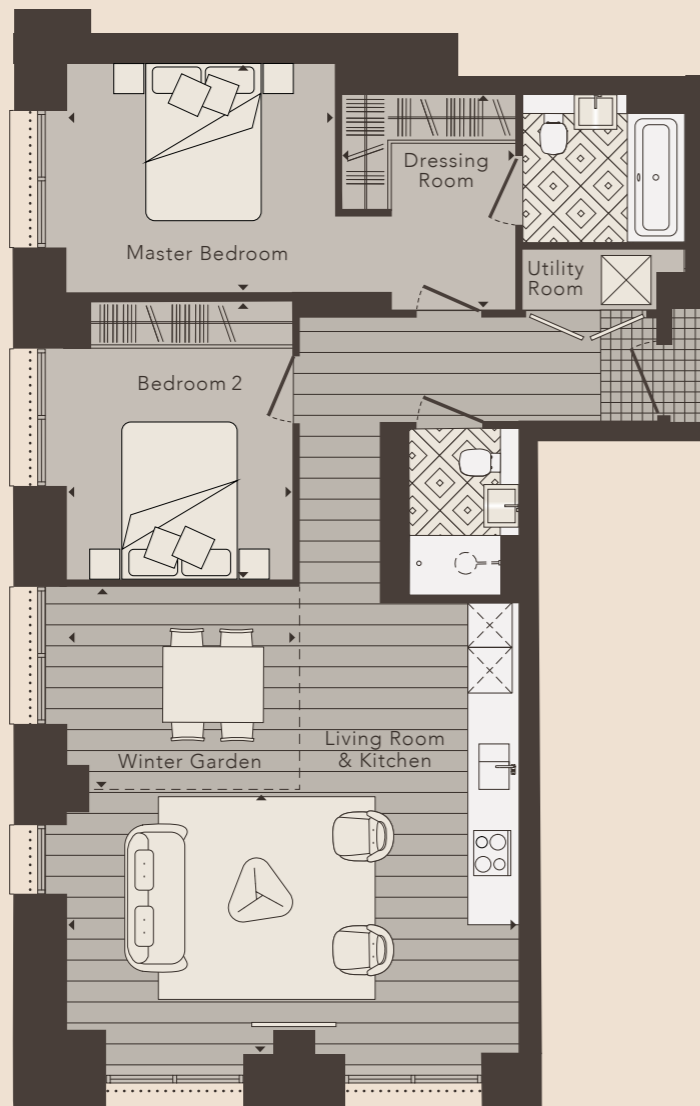 Dressing
Room
Master Bedroom
Utility
Room
Bedroom 2
Living Room
& Kitchen
Winter Garden